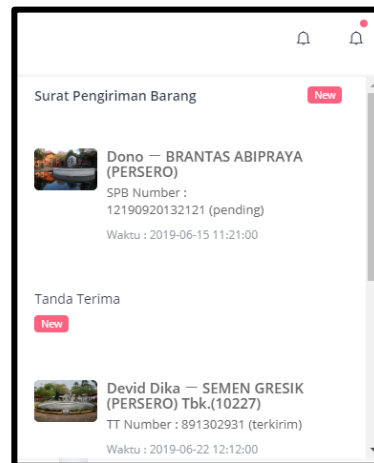 Surat Pengiriman Barang
New
Dono — BRANTAS ABIPRAYA
(PERSERO)
SPB Number :
12190920132121 (pending)
Waktu : 2019-06-15 11:21:00
Tanda Terima
New
Devid Dika — SEMEN GRESIK
(PERSERO) Tbk.(10227)
TT Number : 891302931 (terkirim)
Waktu : 2019-06-22 12:12:00